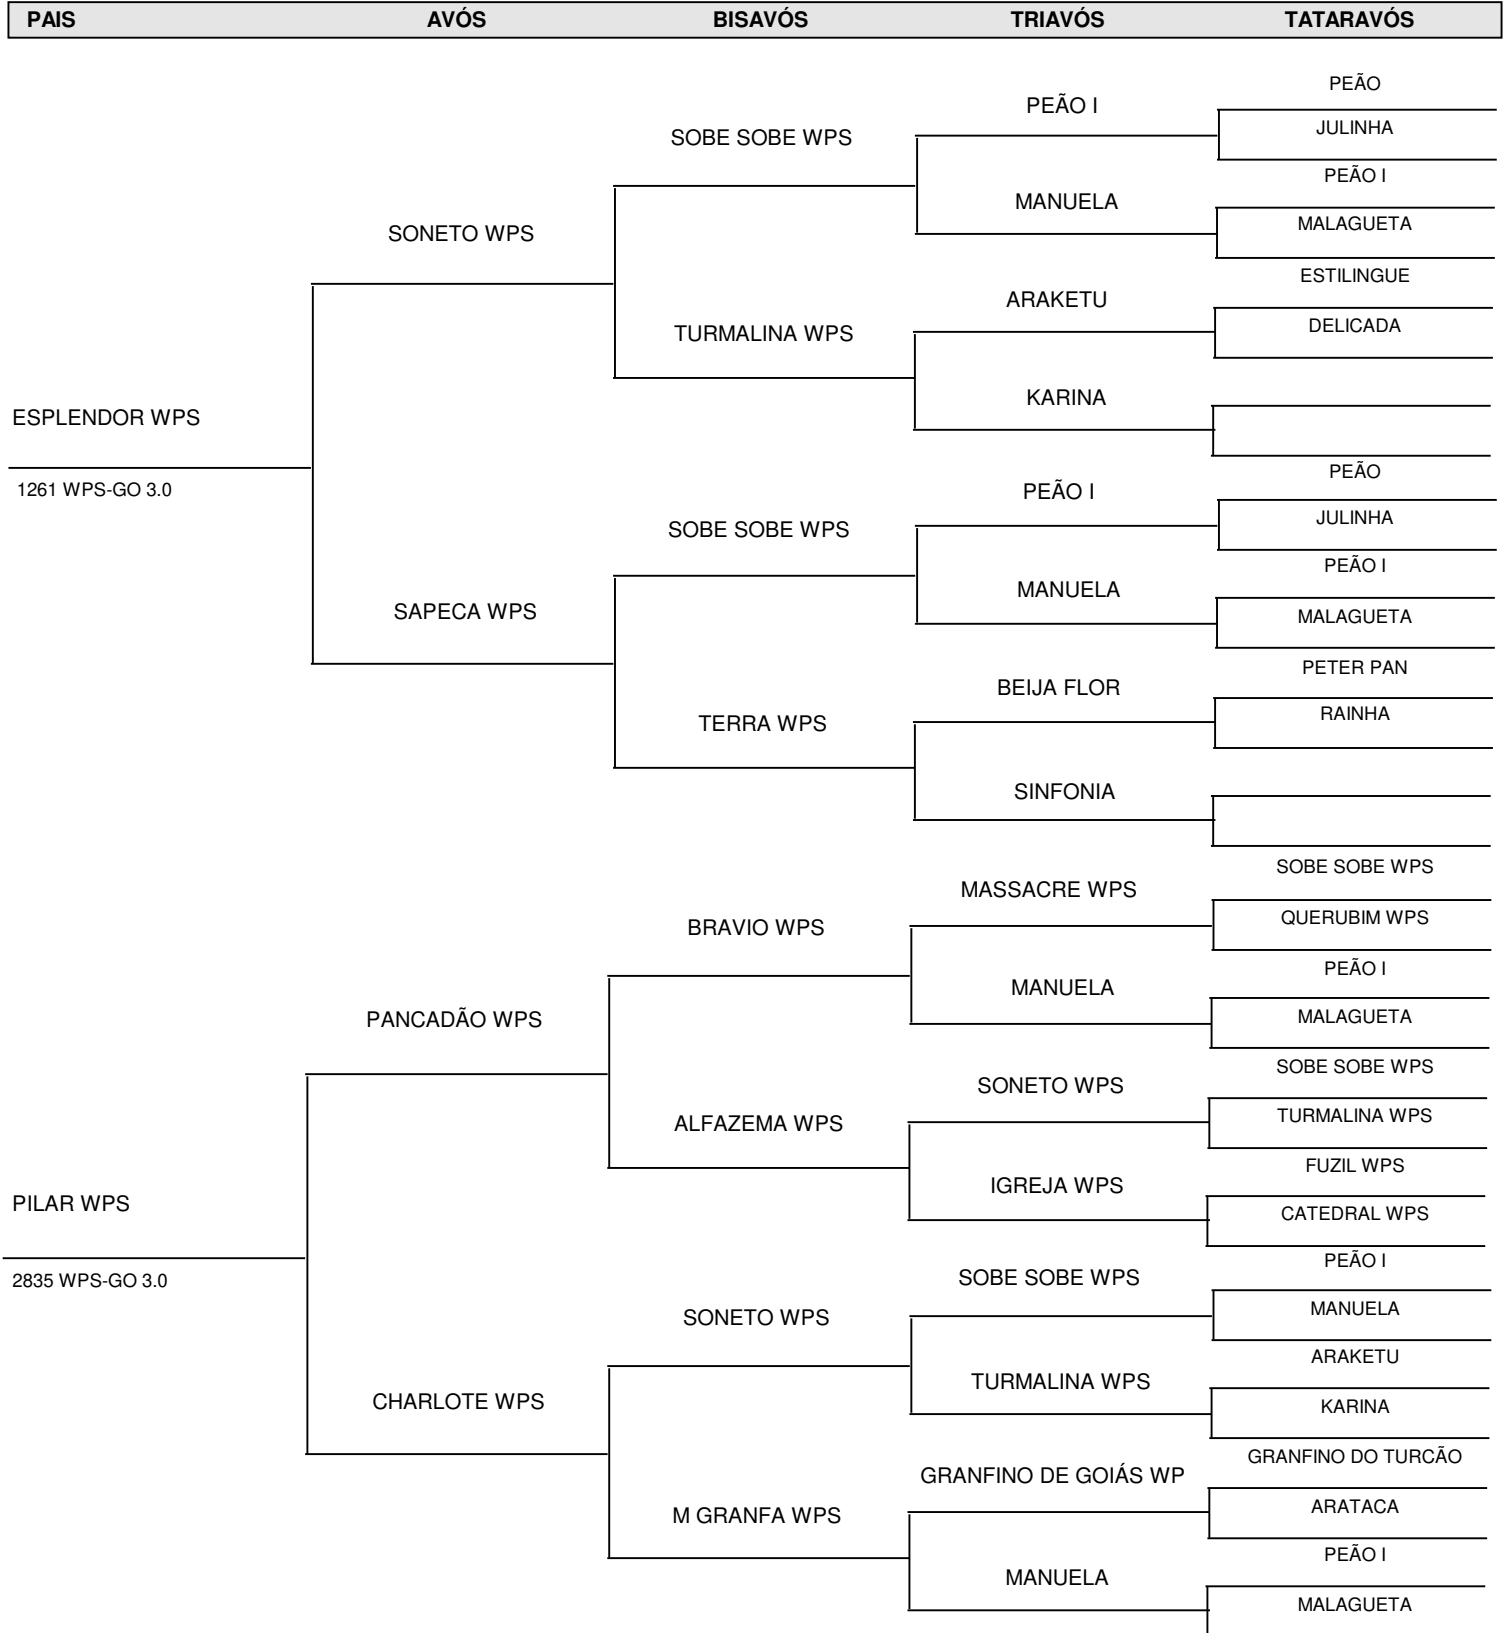 PAIS AVÓS BISAVÓS TRIAVÓS TATARAVÓS
PEÃO
PEÃO I
JULINHA
SOBE SOBE WPS
PEÃO I
MANUELA
MALAGUETA
SONETO WPS
ESTILINGUE
ARAKETU
DELICADA
TURMALINA WPS
KARINA
ESPLENDOR WPS
PEÃO
1261 WPS-GO 3.0
PEÃO I
JULINHA
SOBE SOBE WPS
PEÃO I
MANUELA
SAPECA WPS
MALAGUETA
PETER PAN
BEIJA FLOR
RAINHA
TERRA WPS
SINFONIA
SOBE SOBE WPS
MASSACRE WPS
QUERUBIM WPS
BRAVIO WPS
PEÃO I
MANUELA
PANCADÃO WPS
MALAGUETA
SOBE SOBE WPS
SONETO WPS
TURMALINA WPS
ALFAZEMA WPS
FUZIL WPS
IGREJA WPS
PILAR WPS
CATEDRAL WPS
PEÃO I
2835 WPS-GO 3.0
SOBE SOBE WPS
MANUELA
SONETO WPS
ARAKETU
TURMALINA WPS
CHARLOTE WPS
KARINA
GRANFINO DO TURCÃO
GRANFINO DE GOIÁS WP
ARATACA
M GRANFA WPS
PEÃO I
MANUELA
MALAGUETA